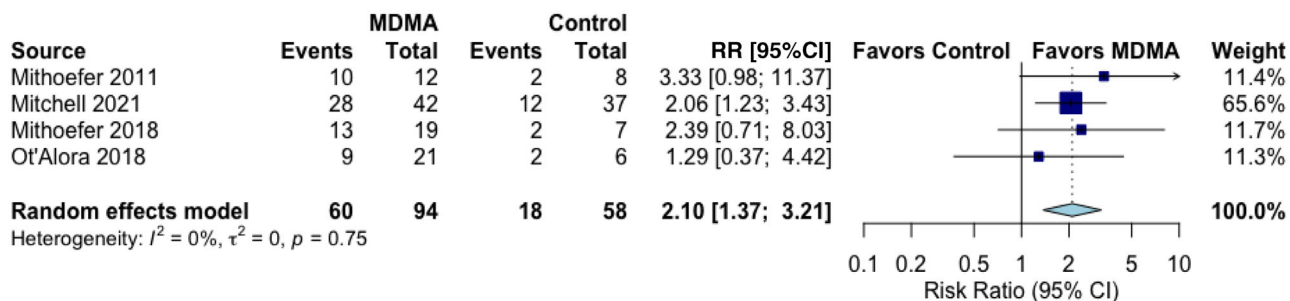 MDMA Control
Source Events Total Events Total RR [95%CI] Favors Control Favors MDMA Weight
Mithoefer 2011 10 12 2 8 3.33 [0.98; 11.37] 11.4%
Mitchell 2021 28 42 12 37 2.06 [1.23; 3.43] 65.6%
Mithoefer 2018 13 19 2 7 2.39 [0.71; 8.03] 11.7%
Ot'Alora 2018 9 21 2 6 1.29 [0.37; 4.42] 11.3%
Random effects model 60 94 18 58 2.10 [1.37; 3.21] 100.0%
Heterogeneity: I² = 0%, τ² = 0, p = 0.75
0.1 0.2 0.5 1 2 5 10
Risk Ratio (95% CI)